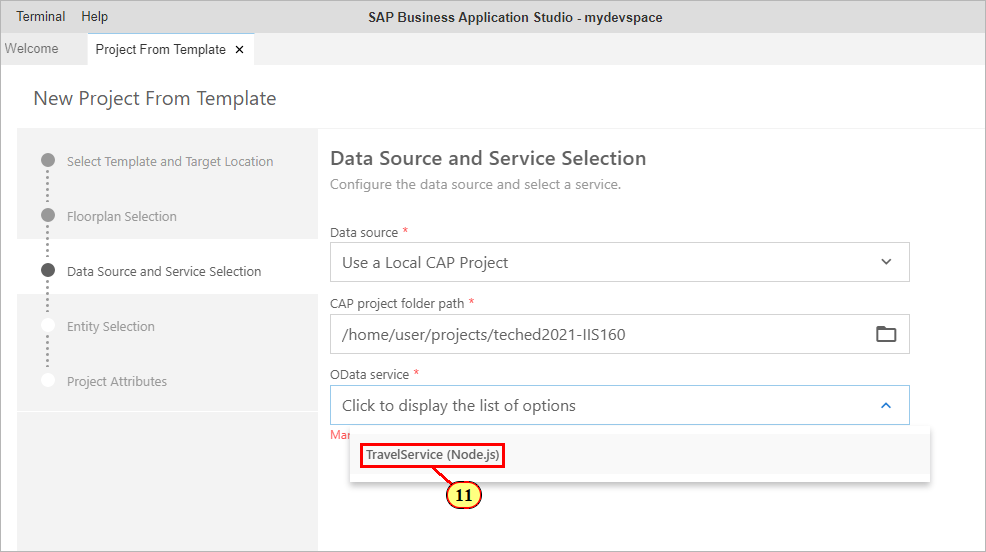 Terminal Help SAP Business Application Studio - mydevspace
Welcome Project From Template ×
New Project From Template
Select Template and Target Location
Floorplan Selection
Data Source and Service Selection
Entity Selection
Project Attributes
Data Source and Service Selection
Configure the data source and select a service.
Data source *
Use a Local CAP Project
CAP project folder path *
/home/user/projects/teched2021-IIS160
OData service *
Click to display the list of options
TravelService (Node.js)
11